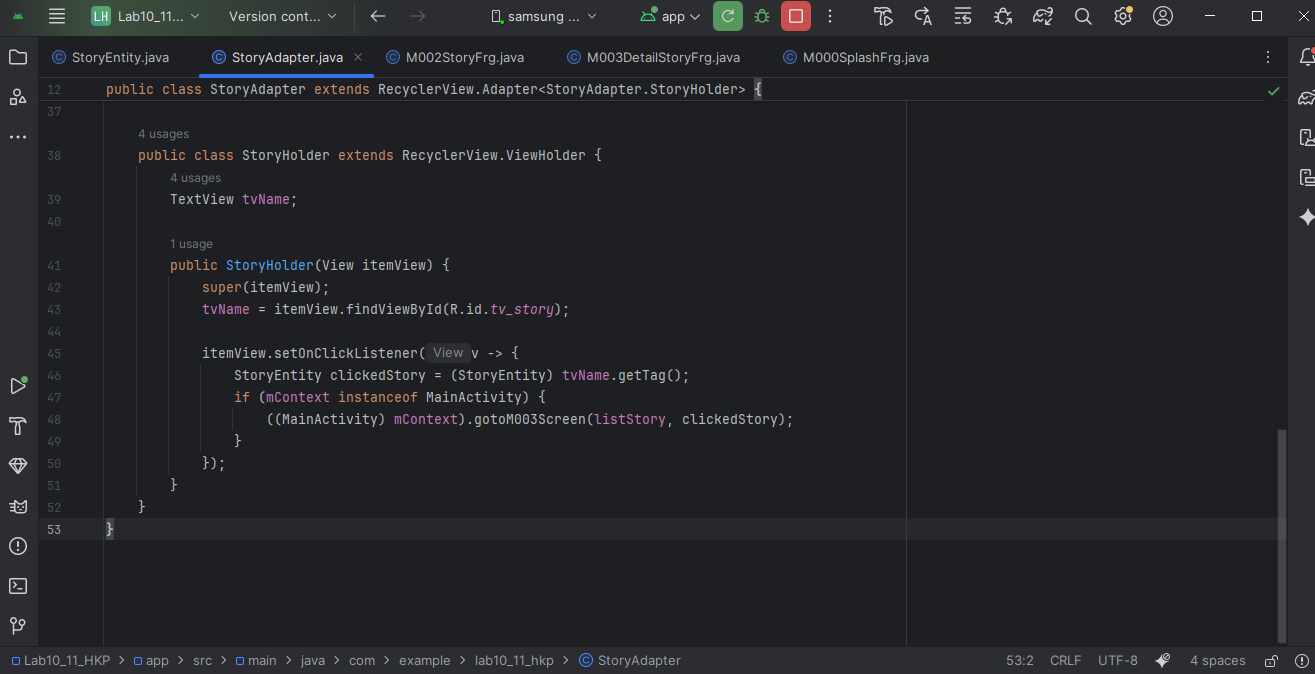 LH Lab10_11... Version cont... samsung ... app
StoryEntity.java StoryAdapter.java M002StoryFrg.java M003DetailStoryFrg.java M000SplashFrg.java
12 public class StoryAdapter extends RecyclerView.Adapter<StoryAdapter.StoryHolder> {
37
4 usages
38 public class StoryHolder extends RecyclerView.ViewHolder {
4 usages
39 TextView tvName;
40
1 usage
41 public StoryHolder(View itemView) {
42 super(itemView);
43 tvName = itemView.findViewById(R.id.tv_story);
44
45 itemView.setOnClickListener( View v -> {
46 StoryEntity clickedStory = (StoryEntity) tvName.getTag();
47 if (mContext instanceof MainActivity) {
48 ((MainActivity) mContext).gotoM003Screen(listStory, clickedStory);
49 }
50 });
51 }
52 }
53 }
Lab10_11_HKP > app > src > main > java > com > example > lab10_11_hkp > StoryAdapter 53:2 CRLF UTF-8 4 spaces